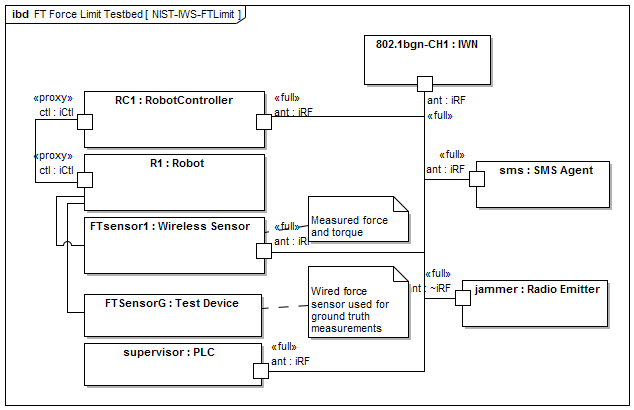 ibd FT Force Limit Testbed [ NIST-IWS-FTLimit ]
802.1bgn-CH1 : IWN
ant : iRF
«full»
«proxy»
ctl : iCtl
RC1 : RobotController
«full»
ant : iRF
«proxy»
ctl : iCtl
R1 : Robot
«full»
ant : iRF
sms : SMS Agent
FTsensor1 : Wireless Sensor
«full»
ant : iRF
Measured force
and torque
FTSensorG : Test Device
Wired force
sensor used for
ground truth
measurements
«full»
ant : ~iRF
jammer : Radio Emitter
supervisor : PLC
«full»
ant : iRF